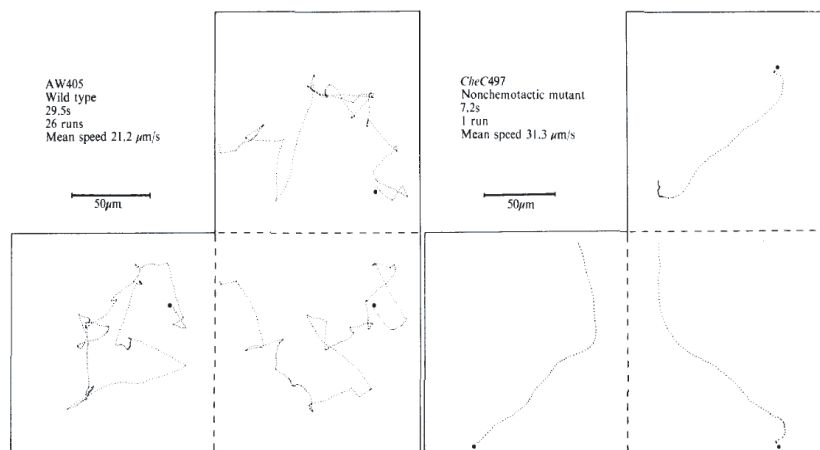 AW405
Wild type
29.5s
26 runs
Mean speed 21.2 μm/s
50μm
CheC497
Nonchemotactic mutant
7.2s
1 run
Mean speed 31.3 μm/s
50μm